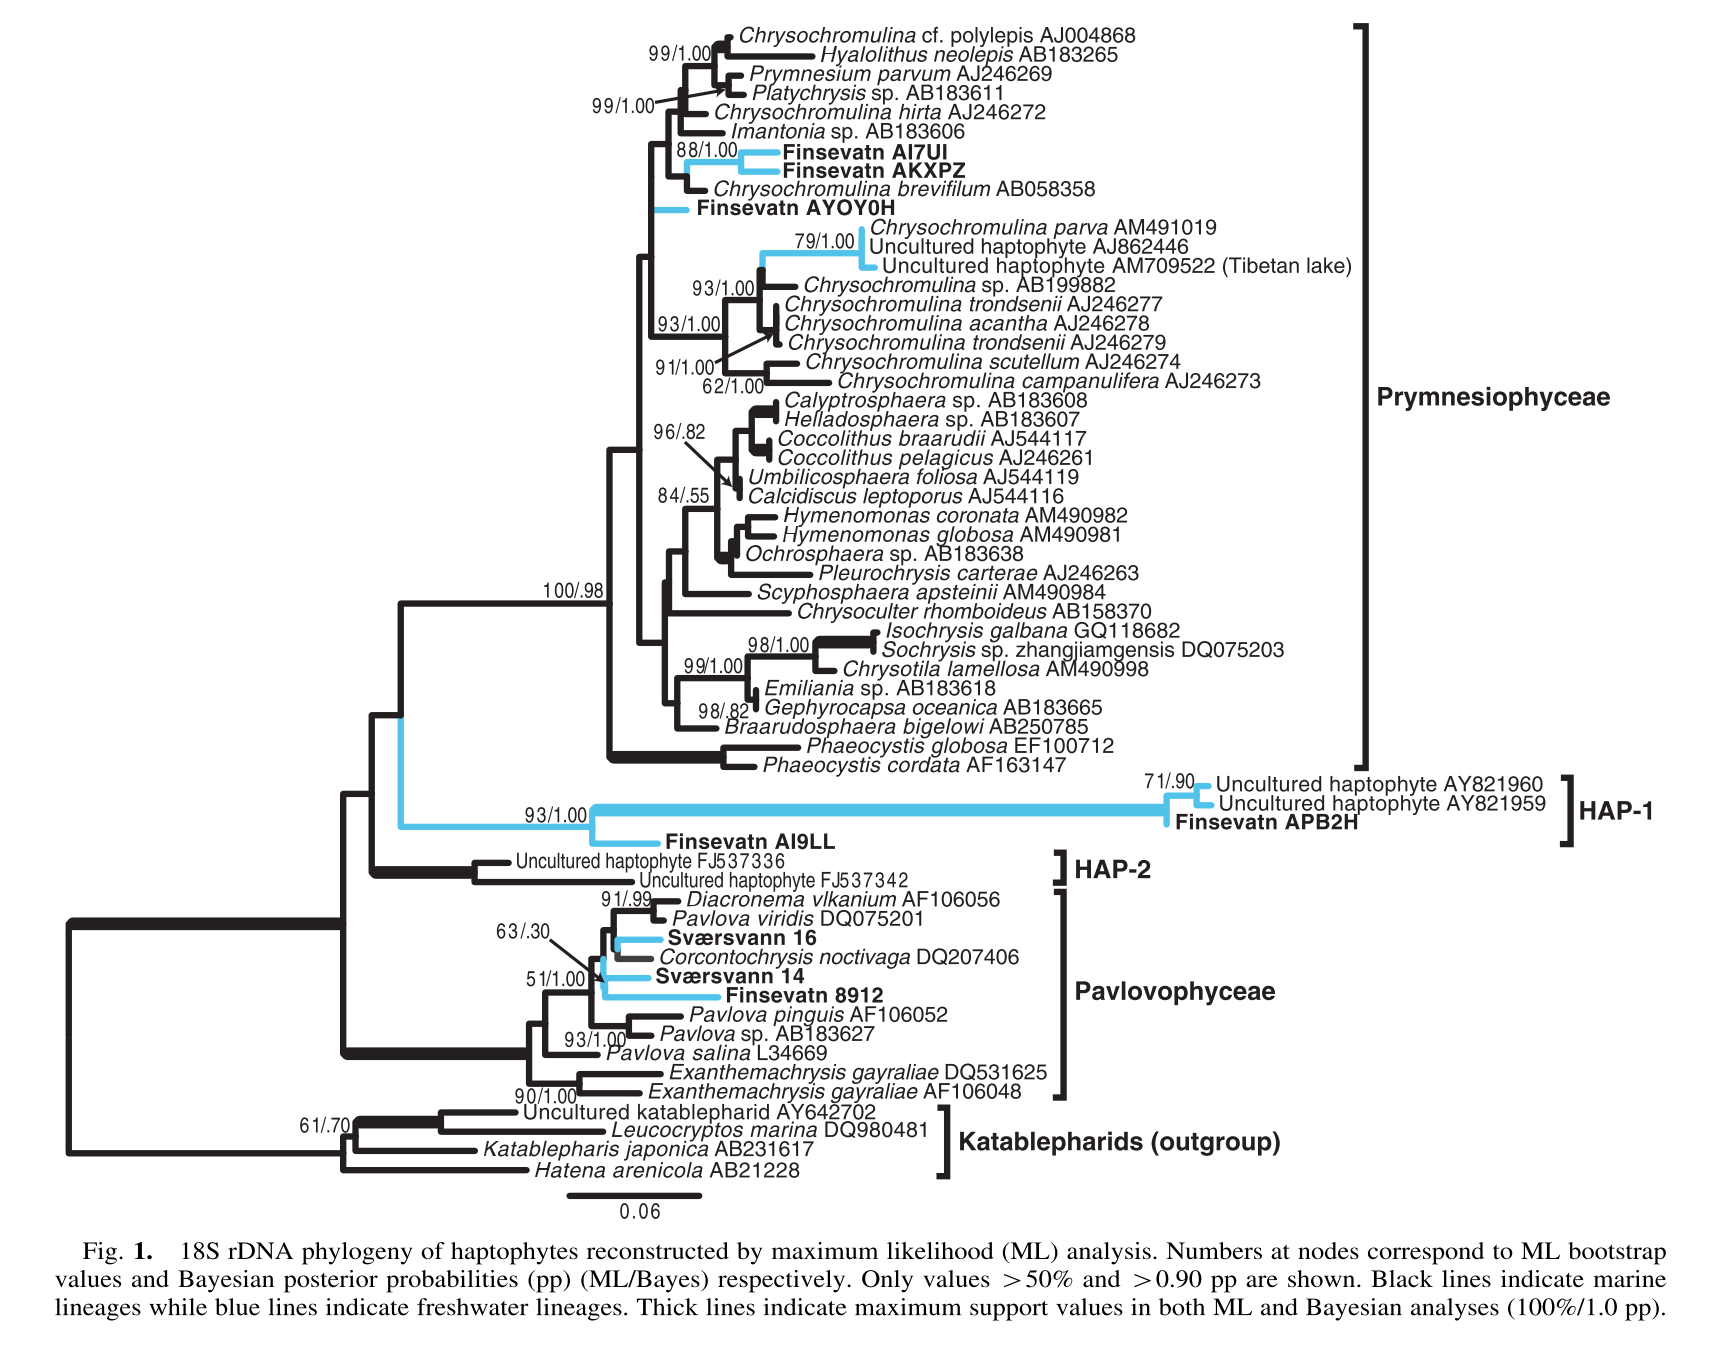 Chrysochromulina cf. polylepis AJ004868
99/1.00
Hyalolithus neolepis AB183265
Prymnesium parvum AJ246269
Platychrysis sp. AB183611
99/1.00
Chrysochromulina hirta AJ246272
Imantonia sp. AB183606
88/1.00
Finsevatn AI7UI
Finsevatn AKXPZ
Chrysochromulina brevifilum AB058358
Finsevatn AYOY0H
Chrysochromulina parva AM491019
79/1.00
Uncultured haptophyte AJ862446
Uncultured haptophyte AM709522 (Tibetan lake)
Chrysochromulina sp. AB199882
93/1.00
Chrysochromulina trondsenii AJ246277
93/1.00
Chrysochromulina acantha AJ246278
Chrysochromulina trondsenii AJ246279
91/1.00
Chrysochromulina scutellum AJ246274
62/1.00
Chrysochromulina campanulifera AJ246273
Prymnesiophyceae
Calyptosphaera sp. AB183608
Helladosphaera sp. AB183607
96/.82
Coccolithus braarudii AJ544117
Coccolithus pelagicus AJ246261
Umbilicosphaera foliosa AJ544119
84/.55
Calcidiscus leptoporus AJ544116
Hymenomonas coronata AM490982
Hymenomonas globosa AM490981
Ochrosphaera sp. AB183638
Pleurochrysis carterae AJ246263
100/.98
Scyphosphaera apsteinii AM490984
Chrysoculter rhomboideus AB158370
Isochrysis galbana GQ118682
98/1.00
Sochrysis sp. zhangjiamgensis DQ075203
99/1.00
Chrysotila lamellosa AM490998
Emiliania sp. AB183618
98/.82
Gephyrocapsa oceanica AB183665
Braarudosphaera bigelowi AB250785
Phaeocystis globosa EF100712
Phaeocystis cordata AF163147
71/.90
Uncultured haptophyte AY821960
Uncultured haptophyte AY821959
HAP-1
93/1.00
Finsevatn APB2H
Finsevatn AI9LL
Uncultured haptophyte FJ537336
HAP-2
Uncultured haptophyte FJ537342
91/.99
Diacronema vlkanium AF106056
Pavlova viridis DQ075201
63/.30
Sværsvann 16
Corcontochrysis noctivaga DQ207406
51/1.00
Sværsvann 14
Pavlovophyceae
Finsevatn 8912
Pavlova pinguis AF106052
Pavlova sp. AB183627
93/1.00
Pavlova salina L34669
Exanthemachrysis gayraliae DQ531625
90/1.00
Exanthemachrysis gayraliae AF106048
Uncultured katablepharid AY642702
61/.70
Leucocryptos marina DQ980481
Katablepharids (outgroup)
Katablepharis japonica AB231617
Hatena arenicola AB21228
0.06
Fig. 1. 18S rDNA phylogeny of haptophytes reconstructed by maximum likelihood (ML) analysis. Numbers at nodes correspond to ML bootstrap
values and Bayesian posterior probabilities (pp) (ML/Bayes) respectively. Only values >50% and >0.90 pp are shown. Black lines indicate marine
lineages while blue lines indicate freshwater lineages. Thick lines indicate maximum support values in both ML and Bayesian analyses (100%/1.0 pp).